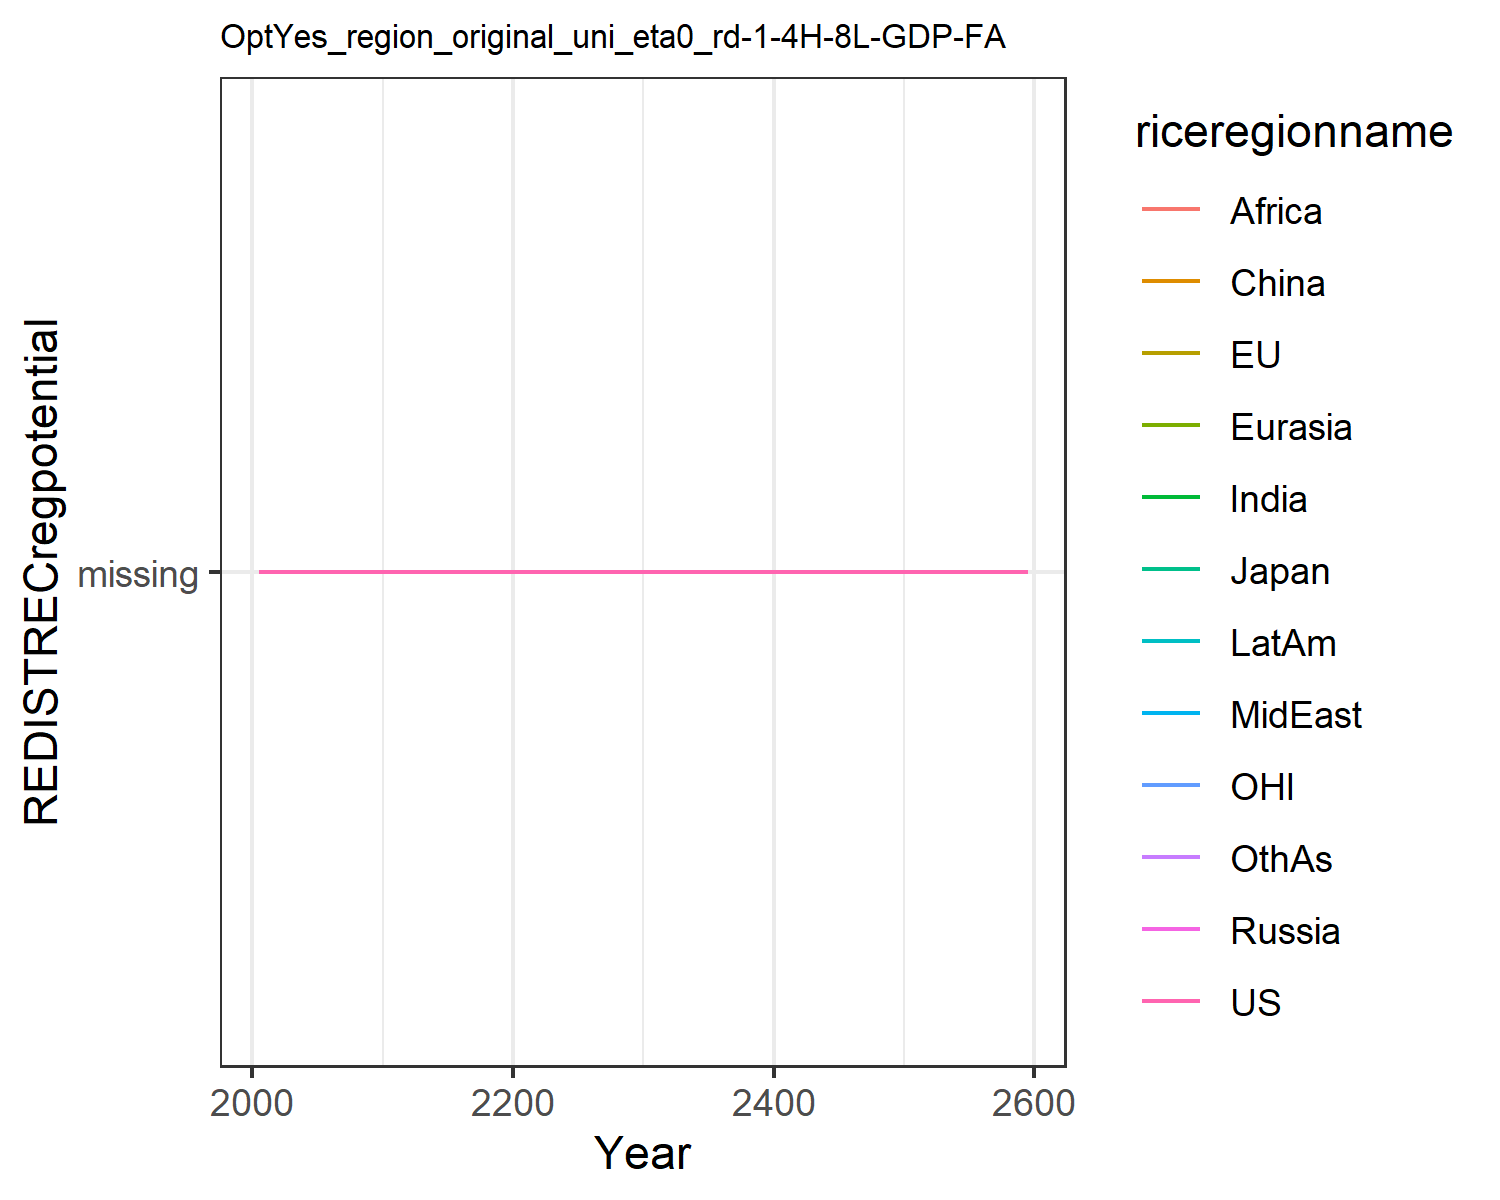 OptYes_region_original_uni_eta0_rd-1-4H-8L-GDP-FA
REDISTRECregpotential
missing
2000
2200
2400
2600
Year
riceregionname
Africa
China
EU
Eurasia
India
Japan
LatAm
MidEast
OHI
OthAs
Russia
US